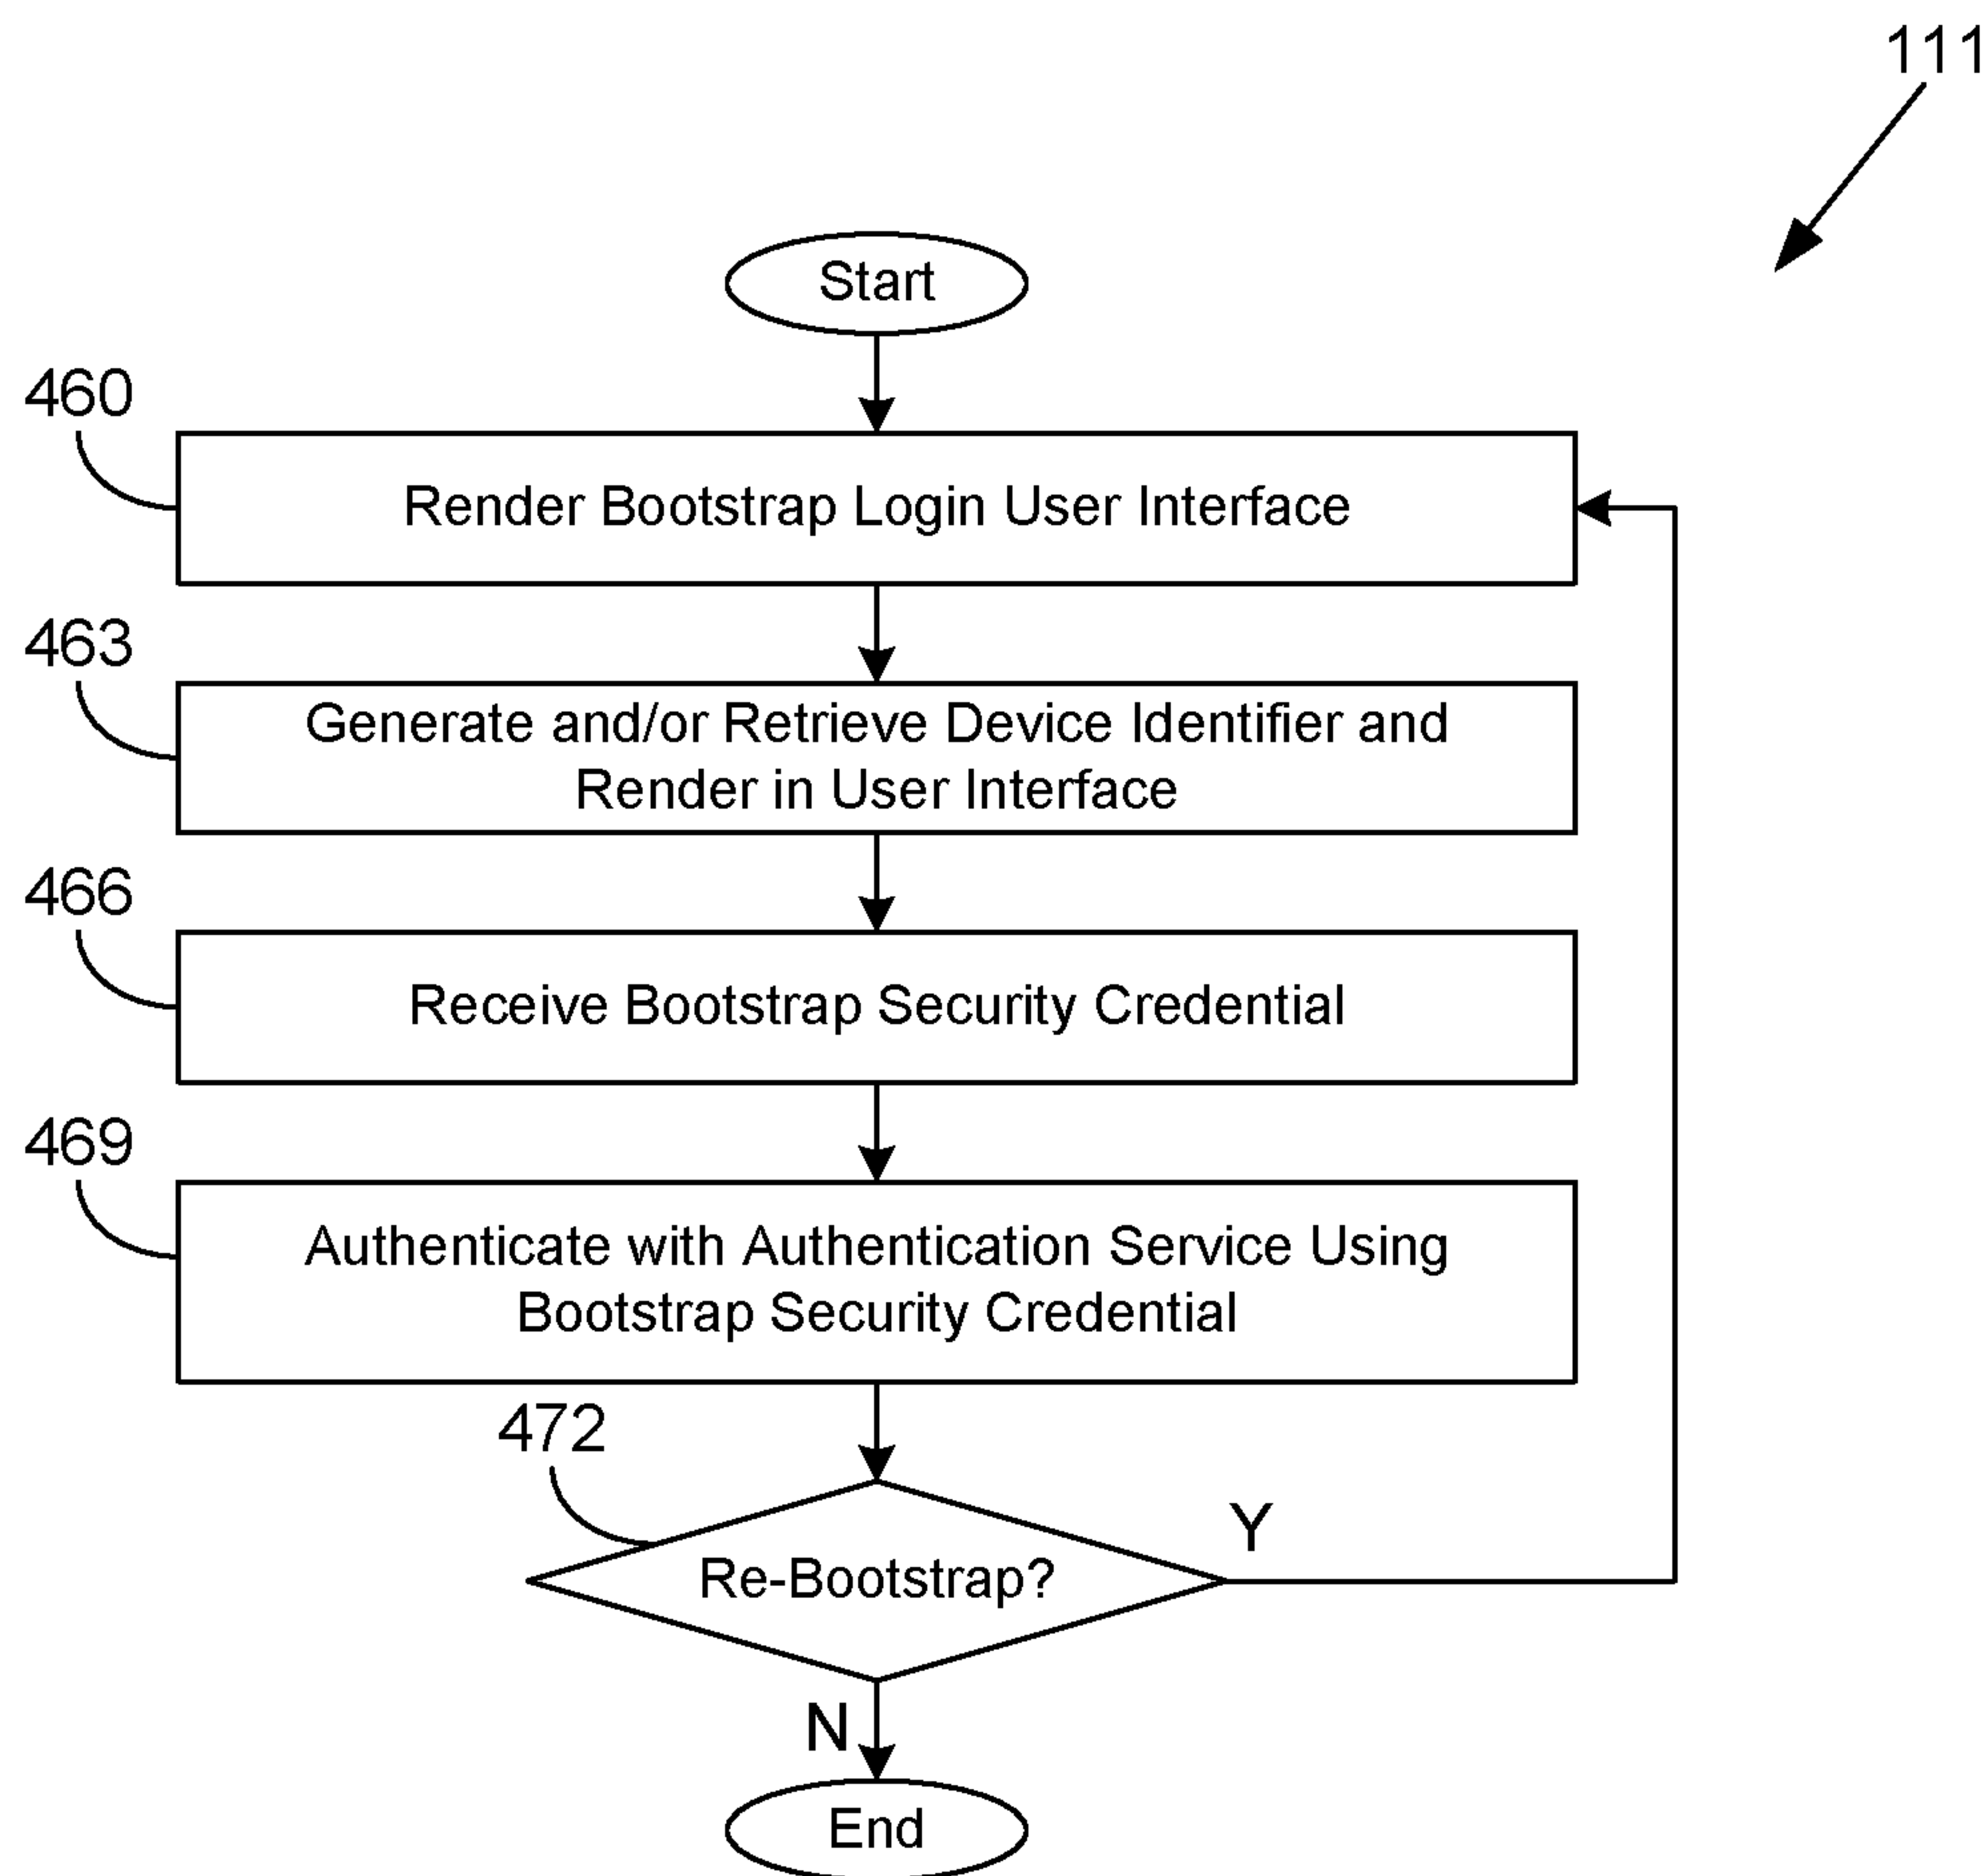 111
Start
460
Render Bootstrap Login User Interface
463
Generate and/or Retrieve Device Identifier and
Render in User Interface
466
Receive Bootstrap Security Credential
469
Authenticate with Authentication Service Using
Bootstrap Security Credential
472
Y
Re-Bootstrap?
N
End